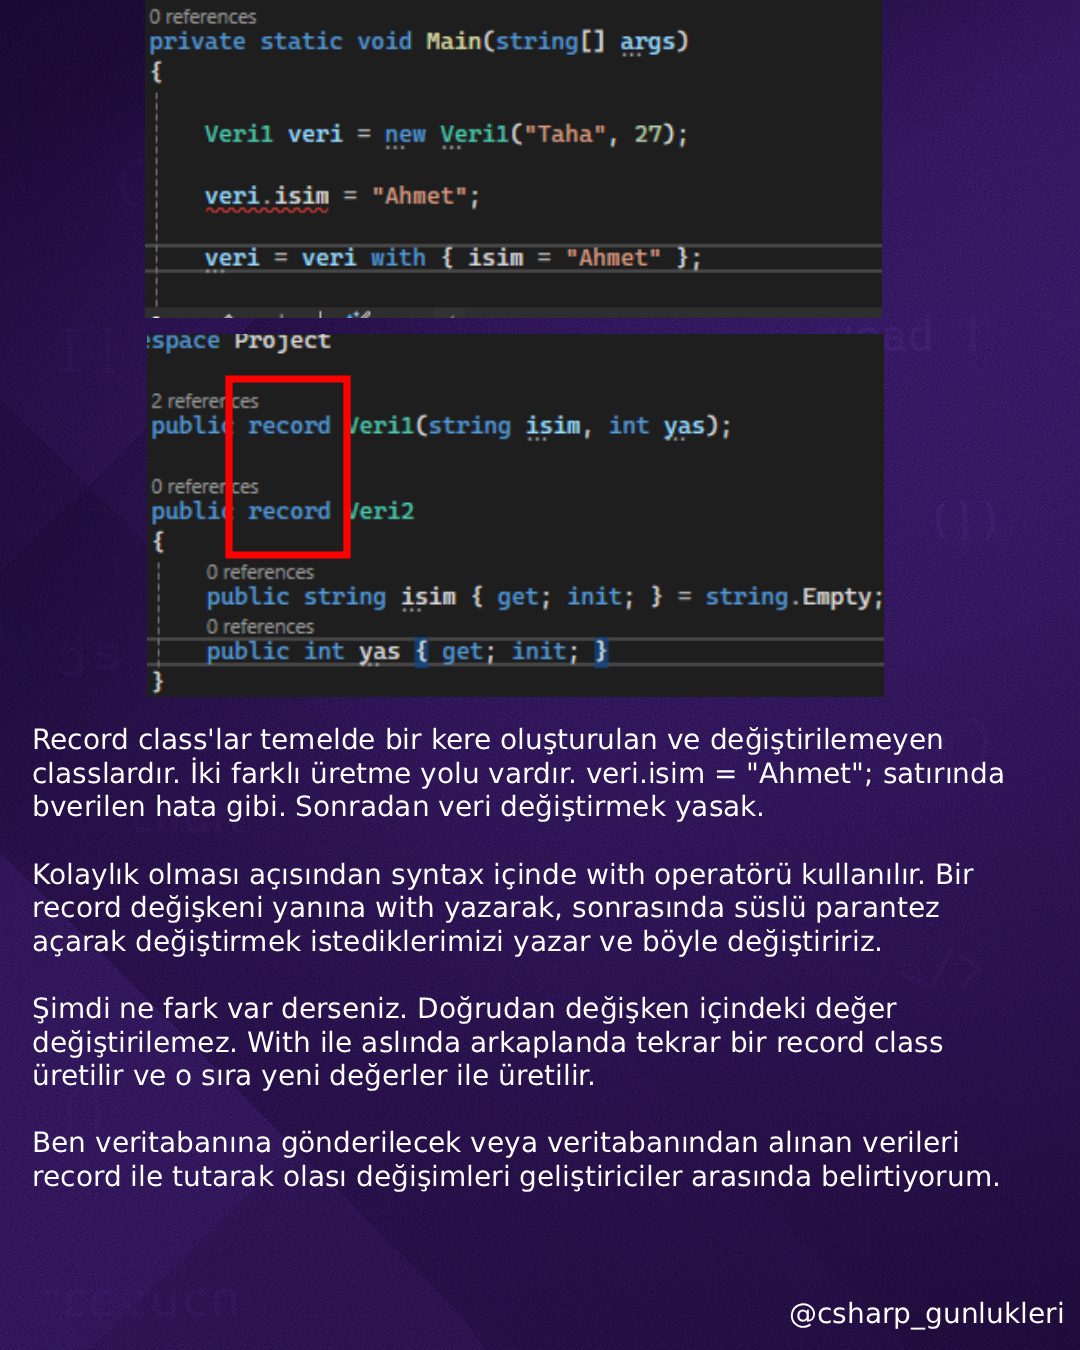 0 references
private static void Main(string[] args)
{
Veri1 veri = new Veri1("Taha", 27);
veri.isim = "Ahmet";
veri = veri with { isim = "Ahmet" };
espace Project
2 references
public record Veri1(string isim, int yas);
0 references
public record Veri2
{
0 references
public string isim { get; init; } = string.Empty;
0 references
public int yas { get; init; }
}
Record class'lar temelde bir kere oluşturulan ve değiştirilemeyen
classlardır. İki farklı üretme yolu vardır. veri.isim = "Ahmet"; satırında
bverilen hata gibi. Sonradan veri değiştirmek yasak.
Kolaylık olması açısından syntax içinde with operatörü kullanılır. Bir
record değişkeni yanına with yazarak, sonrasında süslü parantez
açarak değiştirmek istediklerimizi yazar ve böyle değiştiririz.
Şimdi ne fark var derseniz. Doğrudan değişken içindeki değer
değiştirilemez. With ile aslında arkaplanda tekrar bir record class
üretilir ve o sıra yeni değerler ile üretilir.
Ben veritabanına gönderilecek veya veritabanından alınan verileri
record ile tutarak olası değişimleri geliştiriciler arasında belirtiyorum.
@csharp_gunlukleri